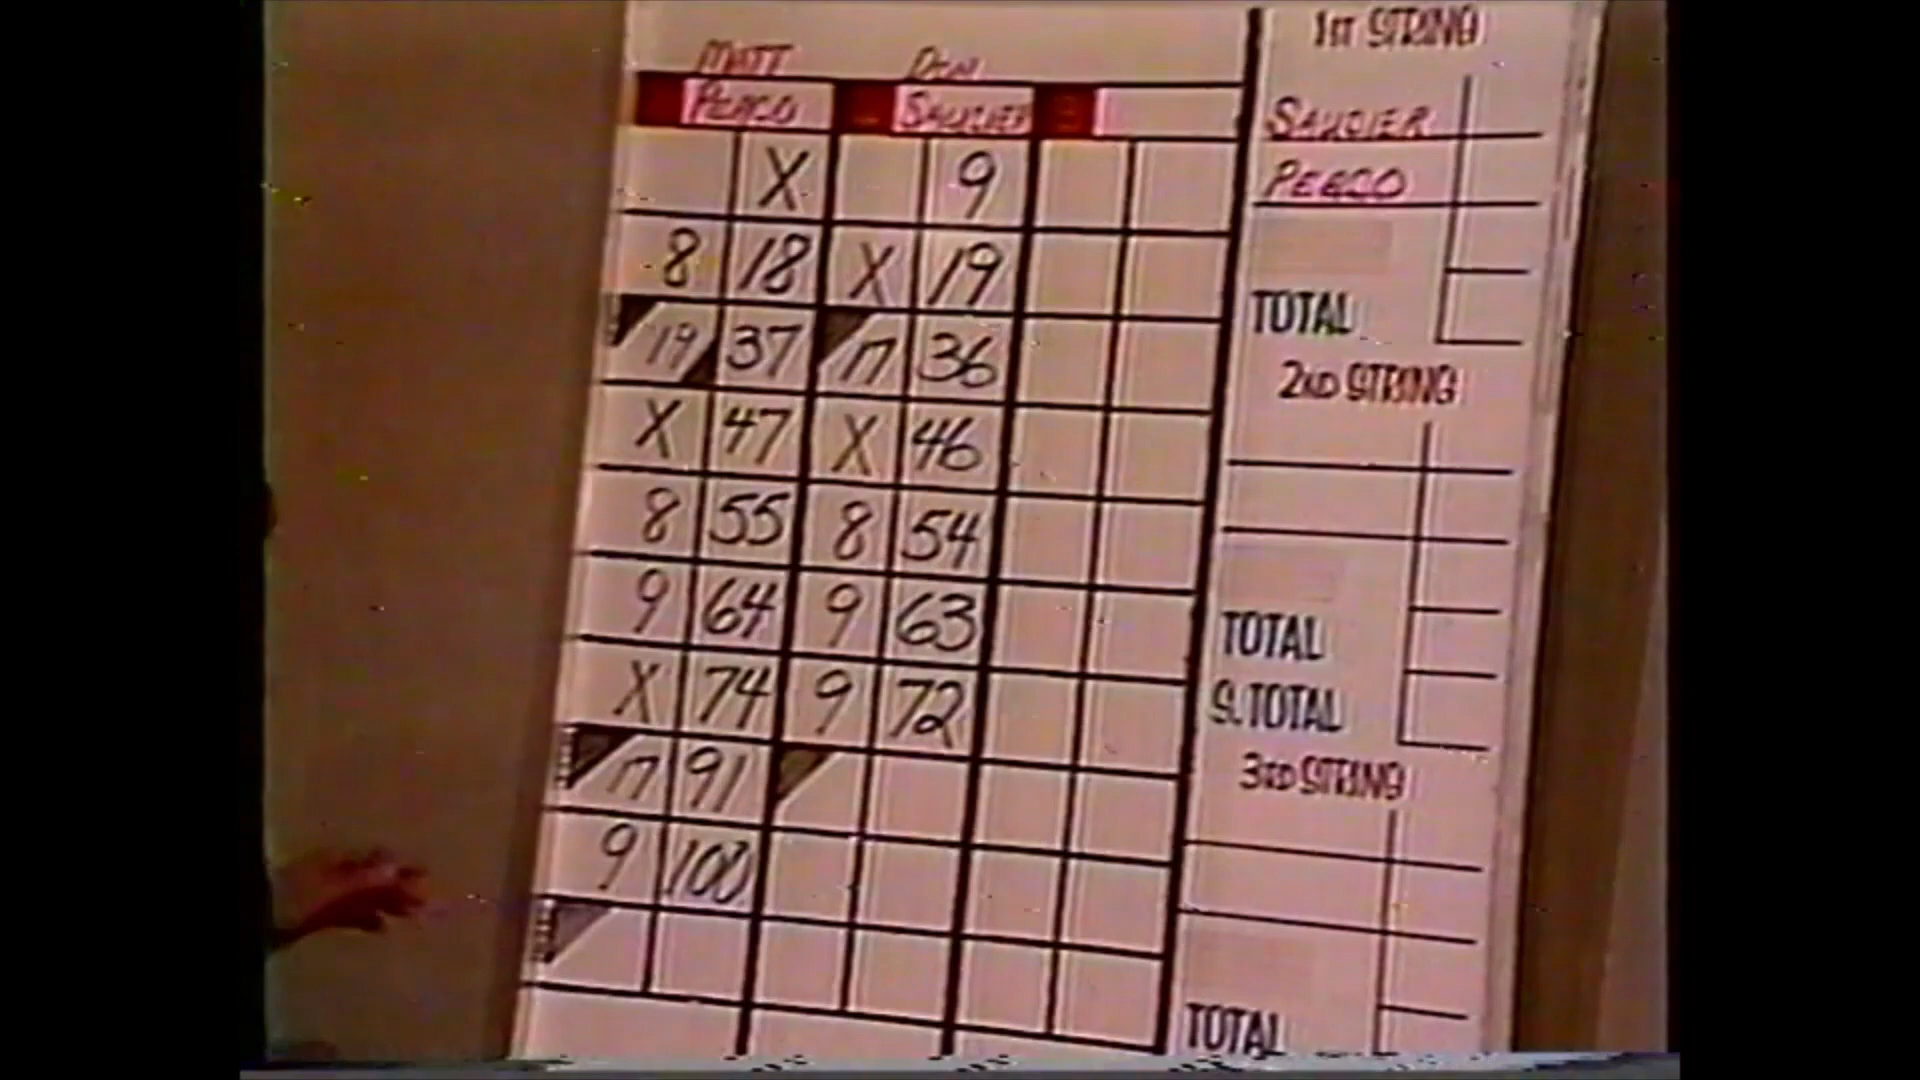 MATT DON
PEACO SAUCIER
X 9
8 18 X 19
19 37 17 36
X 47 X 46
8 55 8 54
9 64 9 63
X 74 9 72
17 91
9 100
1ST STRING
SAUCIER
PEACO
TOTAL
2ND STRING
TOTAL
S. TOTAL
3RD STRING
TOTAL